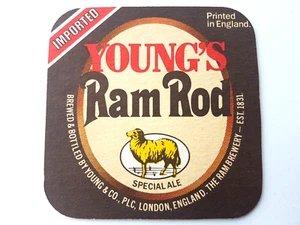 IMPORTED
Printed
in England.
YOUNG'S
Ram Rod
SPECIAL ALE
BREWED & BOTTLED BY YOUNG & CO., PLC, LONDON, ENGLAND. THE RAM BREWERY – EST. 1831.